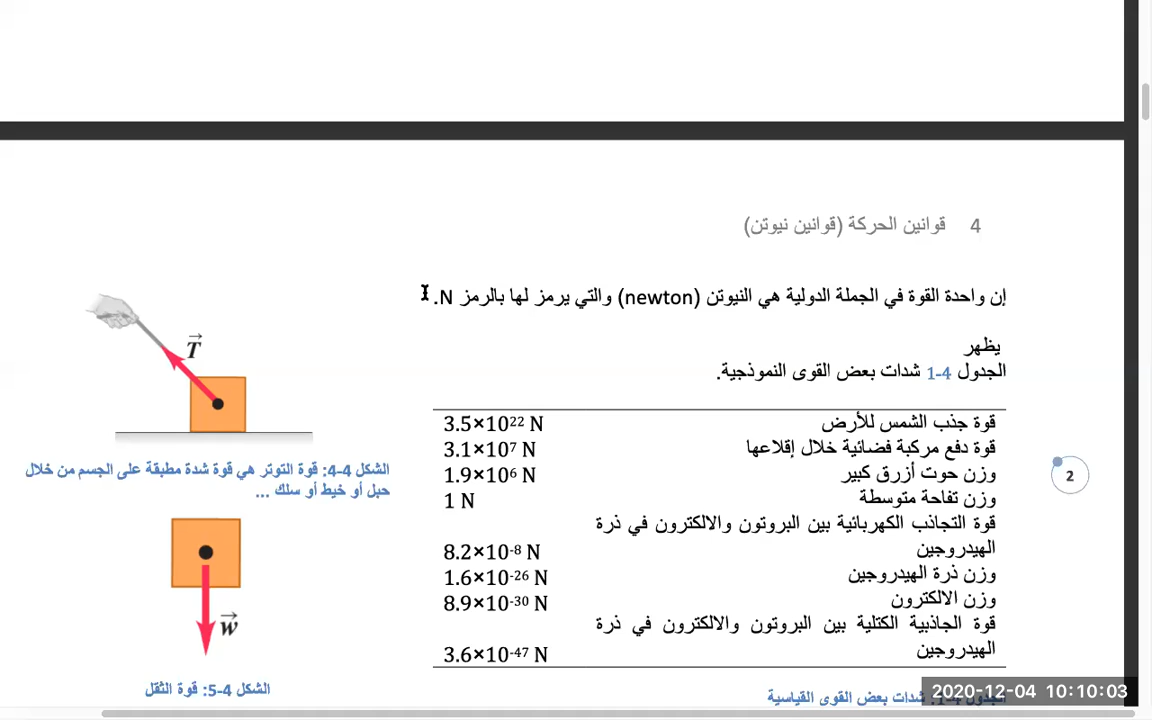 4 قوانين الحركة (قوانين نيوتن)
إن واحدة القوة في الجملة الدولية هي النيوتن (newton) والتي يرمز لها بالرمز N.
يظهر
الجدول 4-1 شدات بعض القوى النموذجية.
قوة جذب الشمس للأرض 3.5×10²² N
قوة دفع مركبة فضائية خلال إقلاعها 3.1×10⁷ N
وزن حوت أزرق كبير 1.9×10⁶ N
وزن تفاحة متوسطة 1 N
قوة التجاذب الكهربائية بين البروتون والالكترون في ذرة
الهيدروجين 8.2×10⁻⁸ N
وزن ذرة الهيدروجين 1.6×10⁻²⁶ N
وزن الالكترون 8.9×10⁻³⁰ N
قوة الجاذبية الكتلية بين البروتون والالكترون في ذرة
الهيدروجين 3.6×10⁻⁴⁷ N
شدات بعض القوى القياسية
2
T
الشكل 4-4: قوة التوتر هي قوة شدة مطبقة على الجسم من خلال
حبل أو خيط أو سلك ...
w
الشكل 4-5: قوة الثقل
2020-12-04 10:10:03